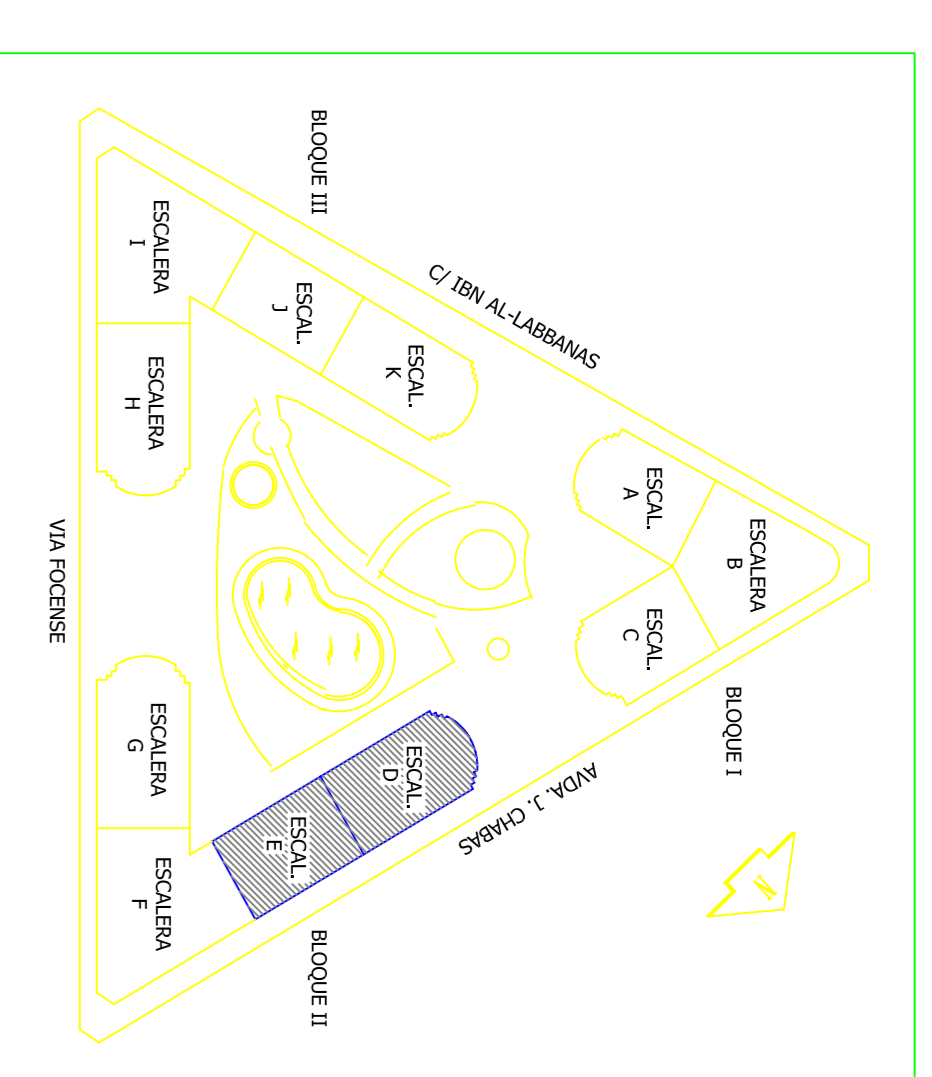 BLOQUE I
ESCALERA
B
ESCAL.
A
ESCAL.
C
C/ IBN AL-LABBANAS
AVDA. J. CHABAS
N
BLOQUE III
ESCAL.
K
ESCAL.
J
ESCALERA
I
ESCALERA
H
BLOQUE II
ESCAL.
D
ESCAL.
E
ESCALERA
G
ESCALERA
F
VIA FOCENSE